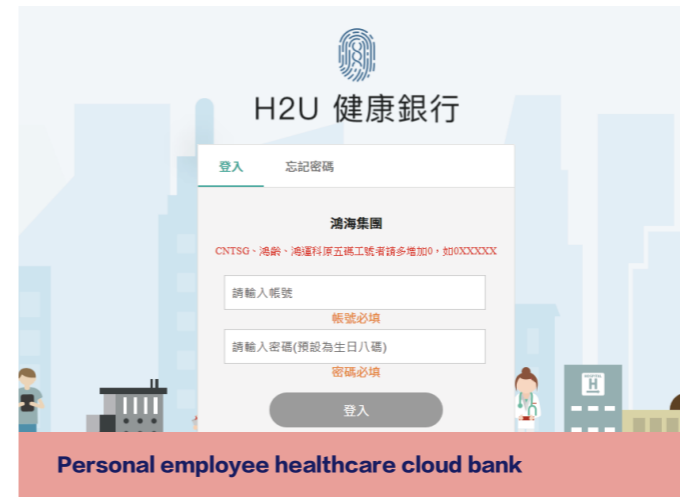 H2U 健康銀行
登入 忘記密碼
鴻海集團
CNTSG、鴻齡、鴻運科原五碼工號者請多增加0，如0XXXXX
請輸入帳號
帳號必填
請輸入密碼(預設為生日八碼)
密碼必填
登入
HOSPITAL
H
Personal employee healthcare cloud bank